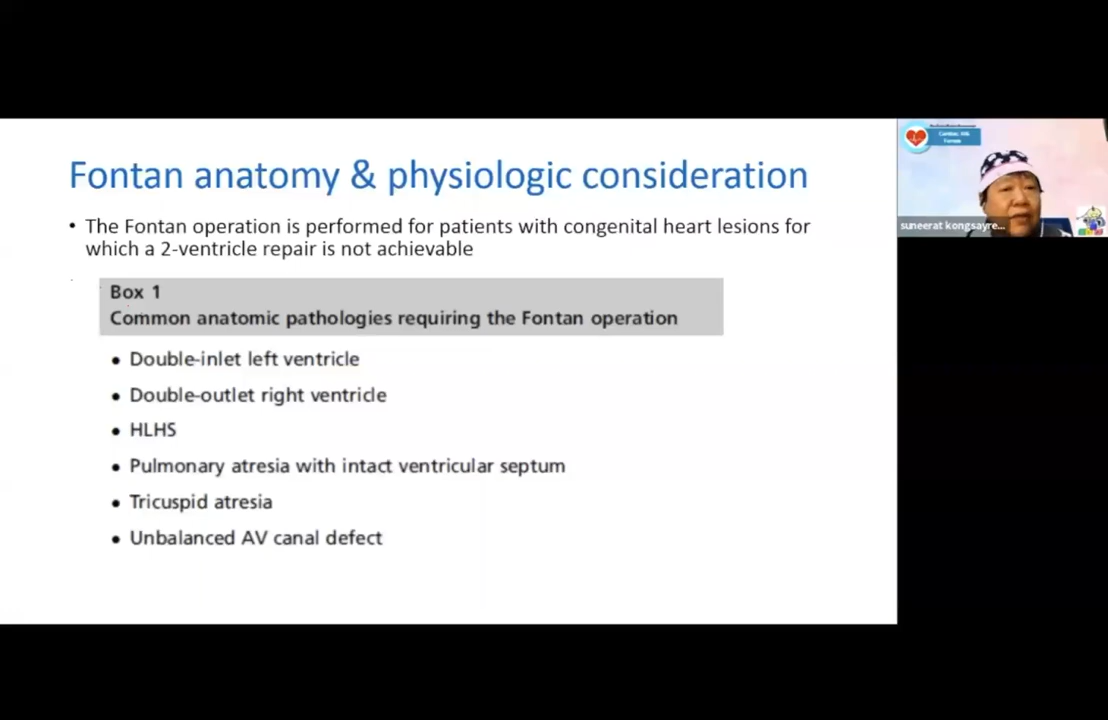 Fontan anatomy & physiologic consideration
• The Fontan operation is performed for patients with congenital heart lesions for
which a 2-ventricle repair is not achievable
Box 1
Common anatomic pathologies requiring the Fontan operation
• Double-inlet left ventricle
• Double-outlet right ventricle
• HLHS
• Pulmonary atresia with intact ventricular septum
• Tricuspid atresia
• Unbalanced AV canal defect
suneerat kongsayre...